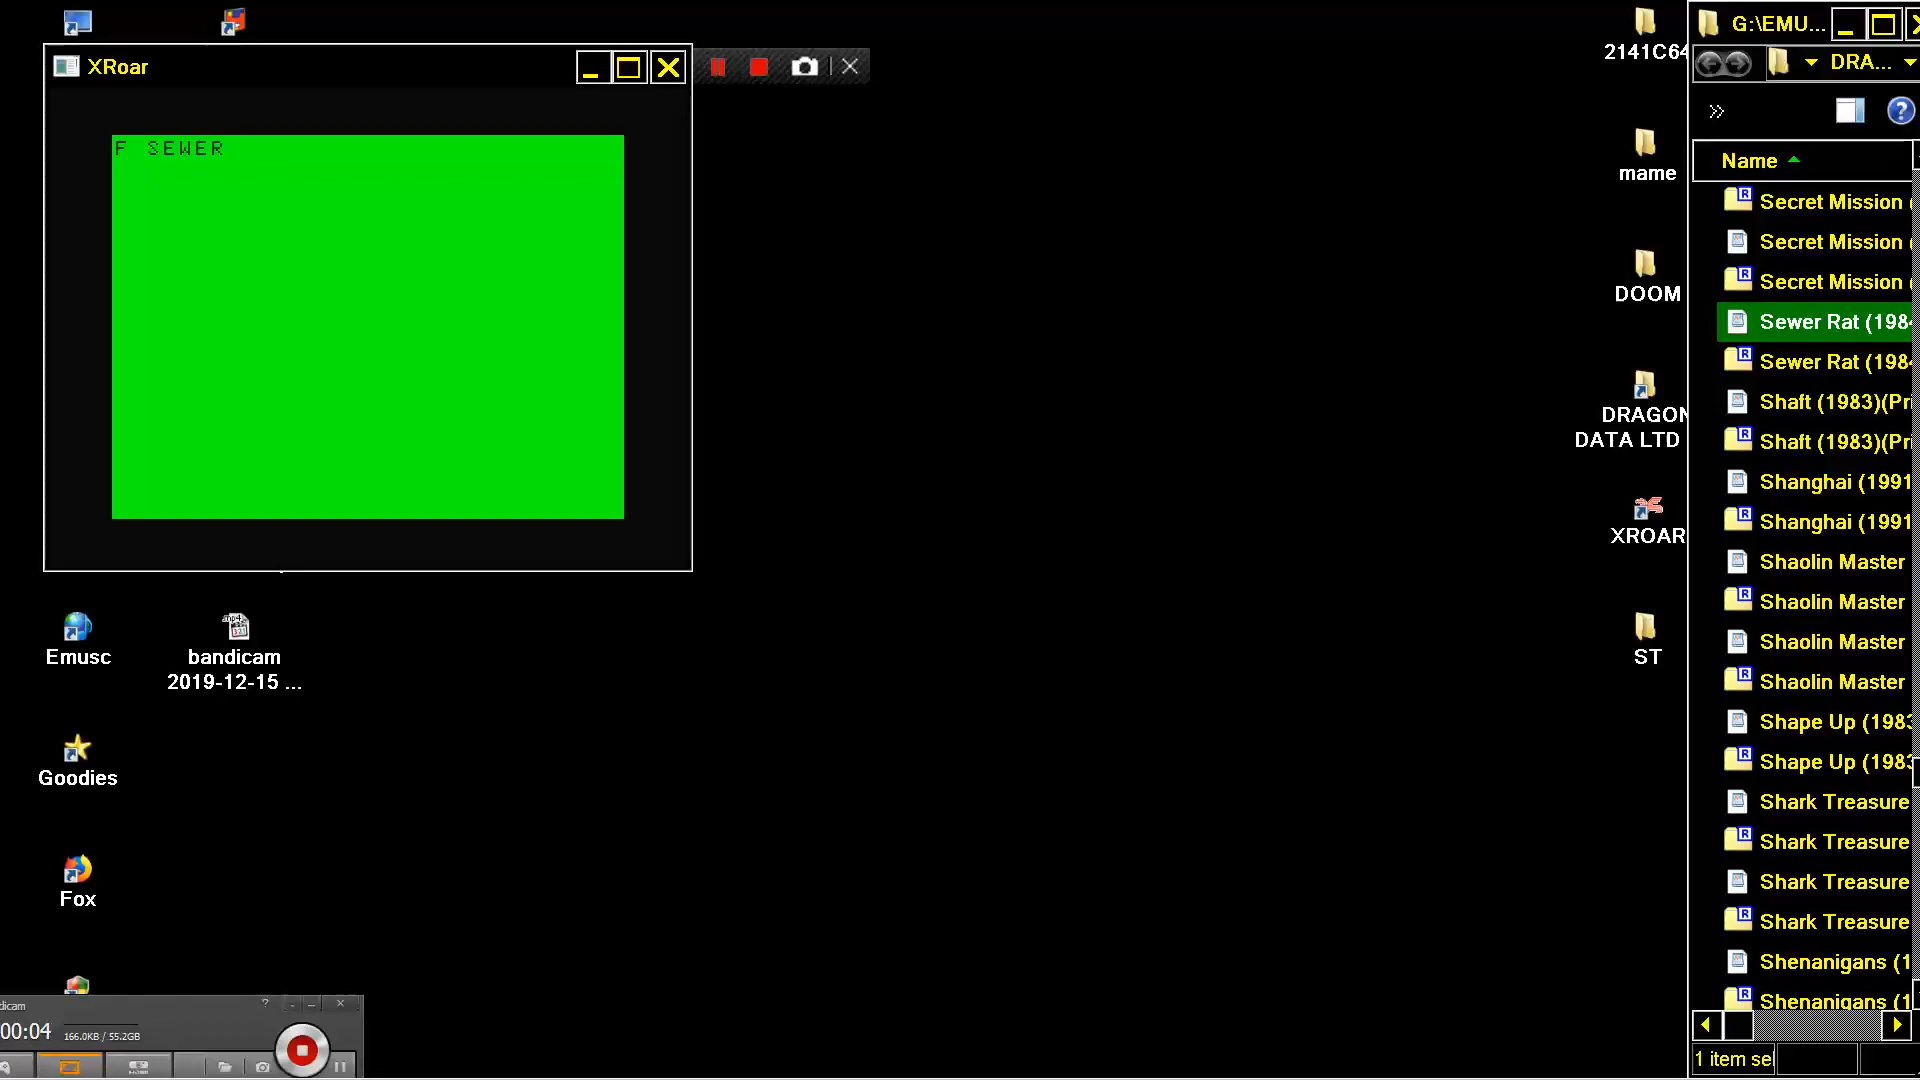 XRoar
F SEWER
Emusc
bandicam
2019-12-15 ...
Goodies
Fox
dicam
00:04
166.0KB / 55.2GB
2141C64
mame
DOOM
DRAGON
DATA LTD
XROAR
ST
G:\EMU...
DRA...
Name
Secret Mission
Secret Mission
Secret Mission
Sewer Rat (198
Sewer Rat (198
Shaft (1983)(Pr
Shaft (1983)(Pr
Shanghai (1991
Shanghai (1991
Shaolin Master
Shaolin Master
Shaolin Master
Shaolin Master
Shape Up (1983
Shape Up (1983
Shark Treasure
Shark Treasure
Shark Treasure
Shark Treasure
Shenanigans (1
Shenanigans (1
1 item sel